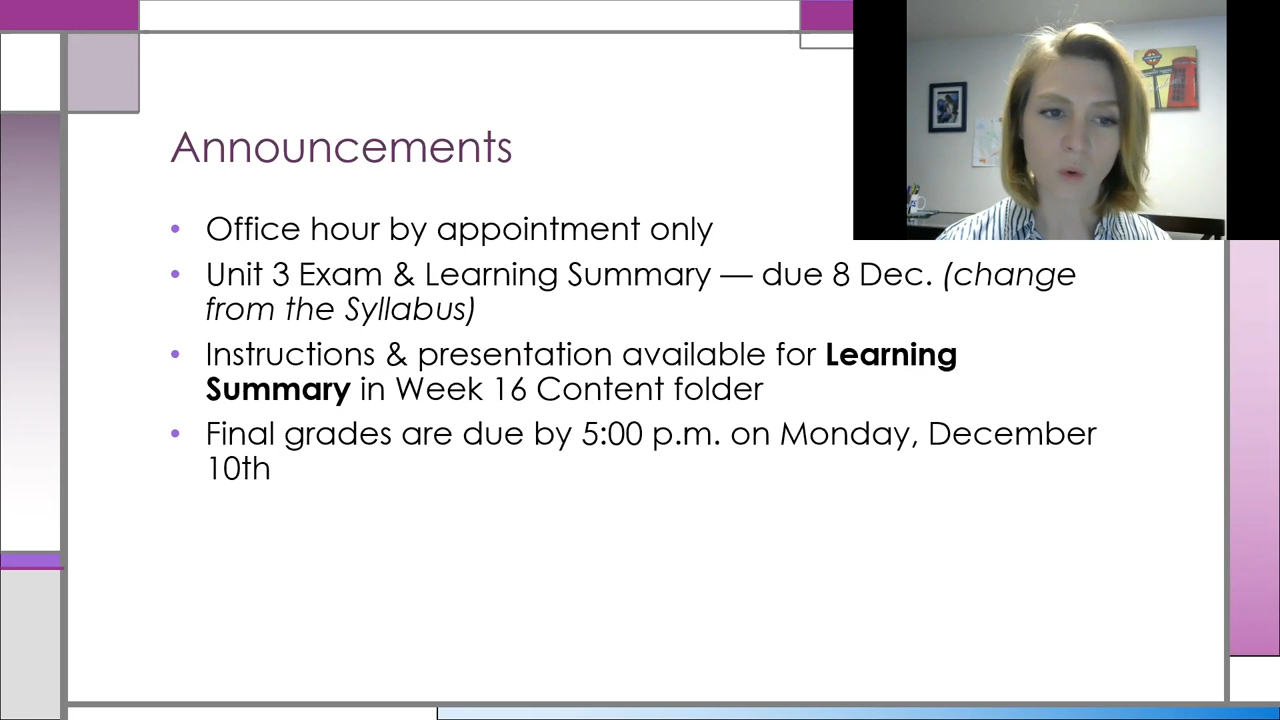 Announcements
• Office hour by appointment only
• Unit 3 Exam & Learning Summary — due 8 Dec. (change
from the Syllabus)
• Instructions & presentation available for Learning
Summary in Week 16 Content folder
• Final grades are due by 5:00 p.m. on Monday, December
10th